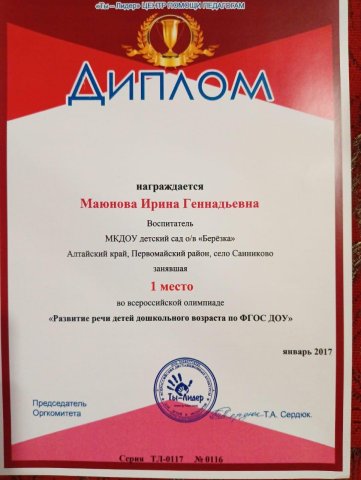 «Ты – Лидер» ЦЕНТР ПОМОЩИ ПЕДАГОГАМ
ДИПЛОМ
награждается
Маюнова Ирина Геннадьевна
Воспитатель
МКДОУ детский сад о/в «Берёзка»
Алтайский край, Первомайский район, село Санниково
занявшая
1 место
во всероссийской олимпиаде
«Развитие речи детей дошкольного возраста по ФГОС ДОУ»
январь 2017
Ты-Лидер
Председатель
Оргкомитета
Т.А. Сердюк.
Серия ТЛ-0117 № 0116